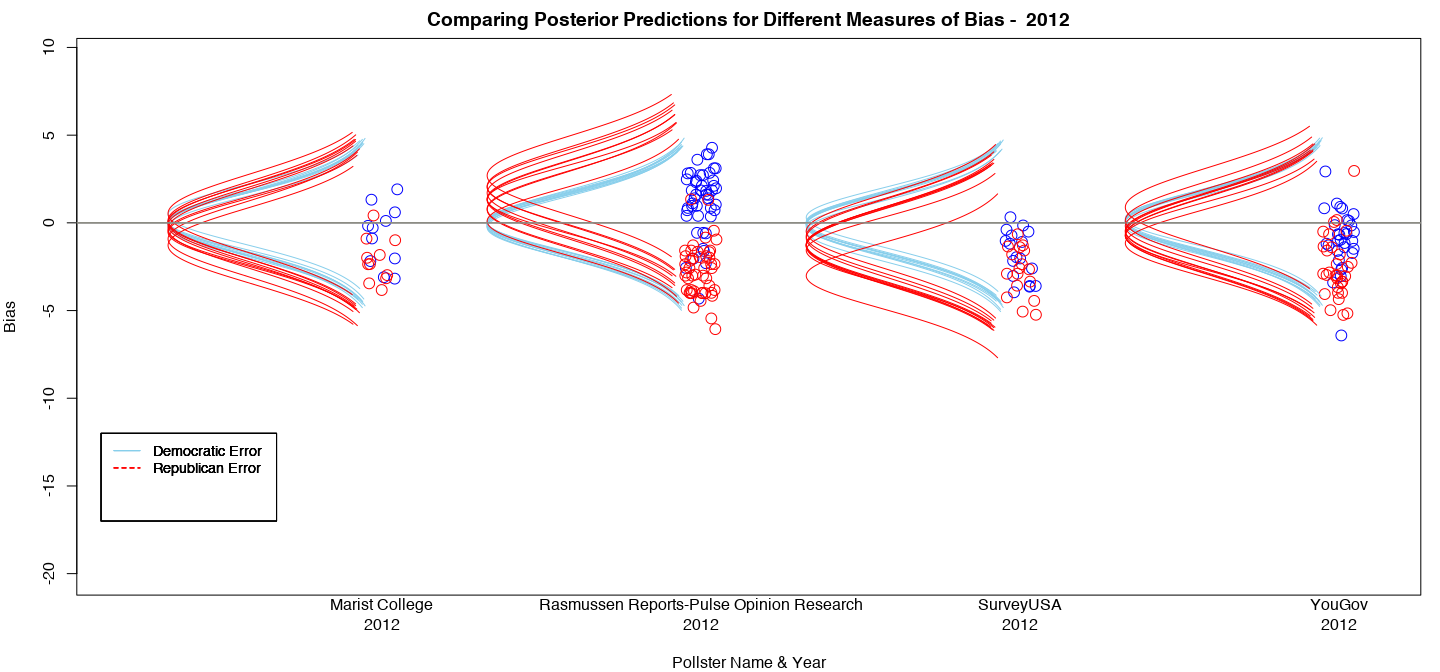 Comparing Posterior Predictions for Different Measures of Bias - 2012
10
5
0
-5
-10
-15
-20
Bias
Democratic Error
Republican Error
Marist College
2012
Rasmussen Reports-Pulse Opinion Research
2012
SurveyUSA
2012
YouGov
2012
Pollster Name & Year